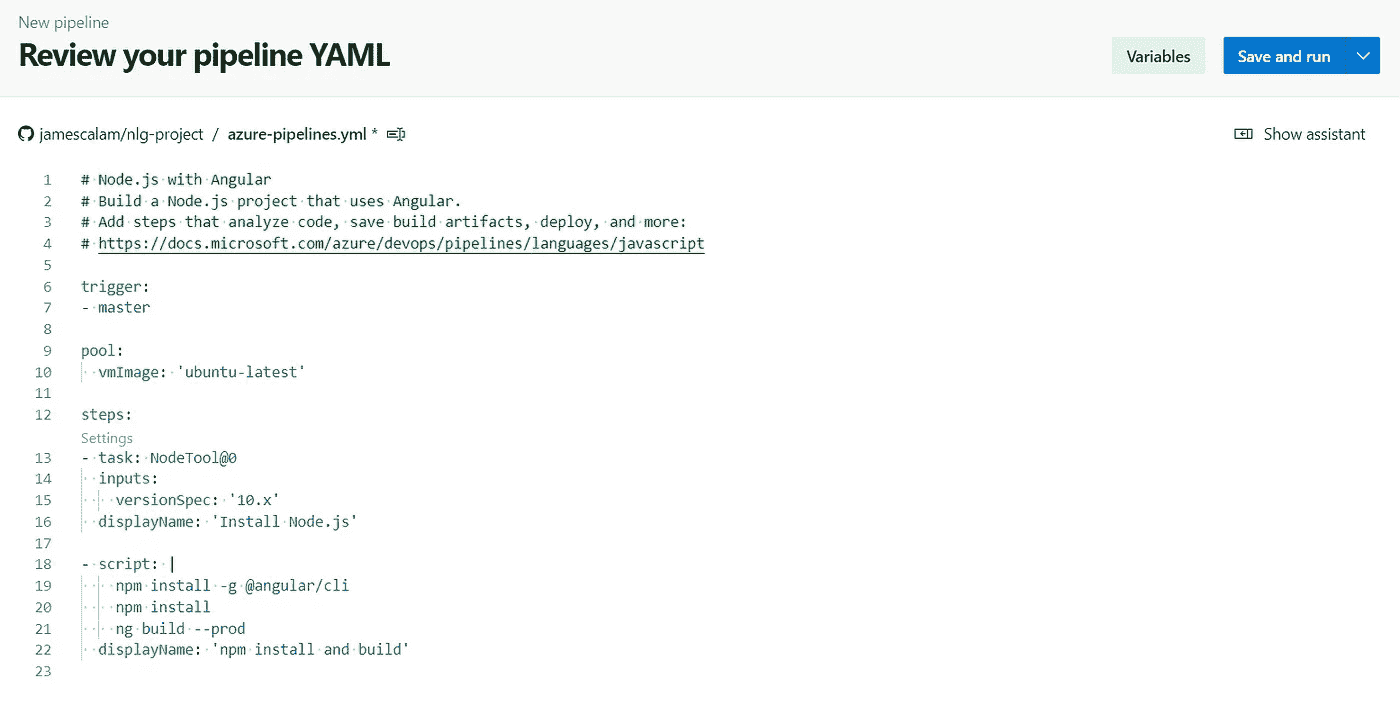 New pipeline
Review your pipeline YAML
Variables
Save and run
jamescalam/nlg-project / azure-pipelines.yml *
Show assistant
1 # Node.js with Angular
2 # Build a Node.js project that uses Angular.
3 # Add steps that analyze code, save build artifacts, deploy, and more:
4 # https://docs.microsoft.com/azure/devops/pipelines/languages/javascript
5
6 trigger:
7 - master
8
9 pool:
10   vmImage: 'ubuntu-latest'
11
12 steps:
Settings
13 - task: NodeTool@0
14   inputs:
15     versionSpec: '10.x'
16   displayName: 'Install Node.js'
17
18 - script: |
19     npm install -g @angular/cli
20     npm install
21     ng build --prod
22   displayName: 'npm install and build'
23